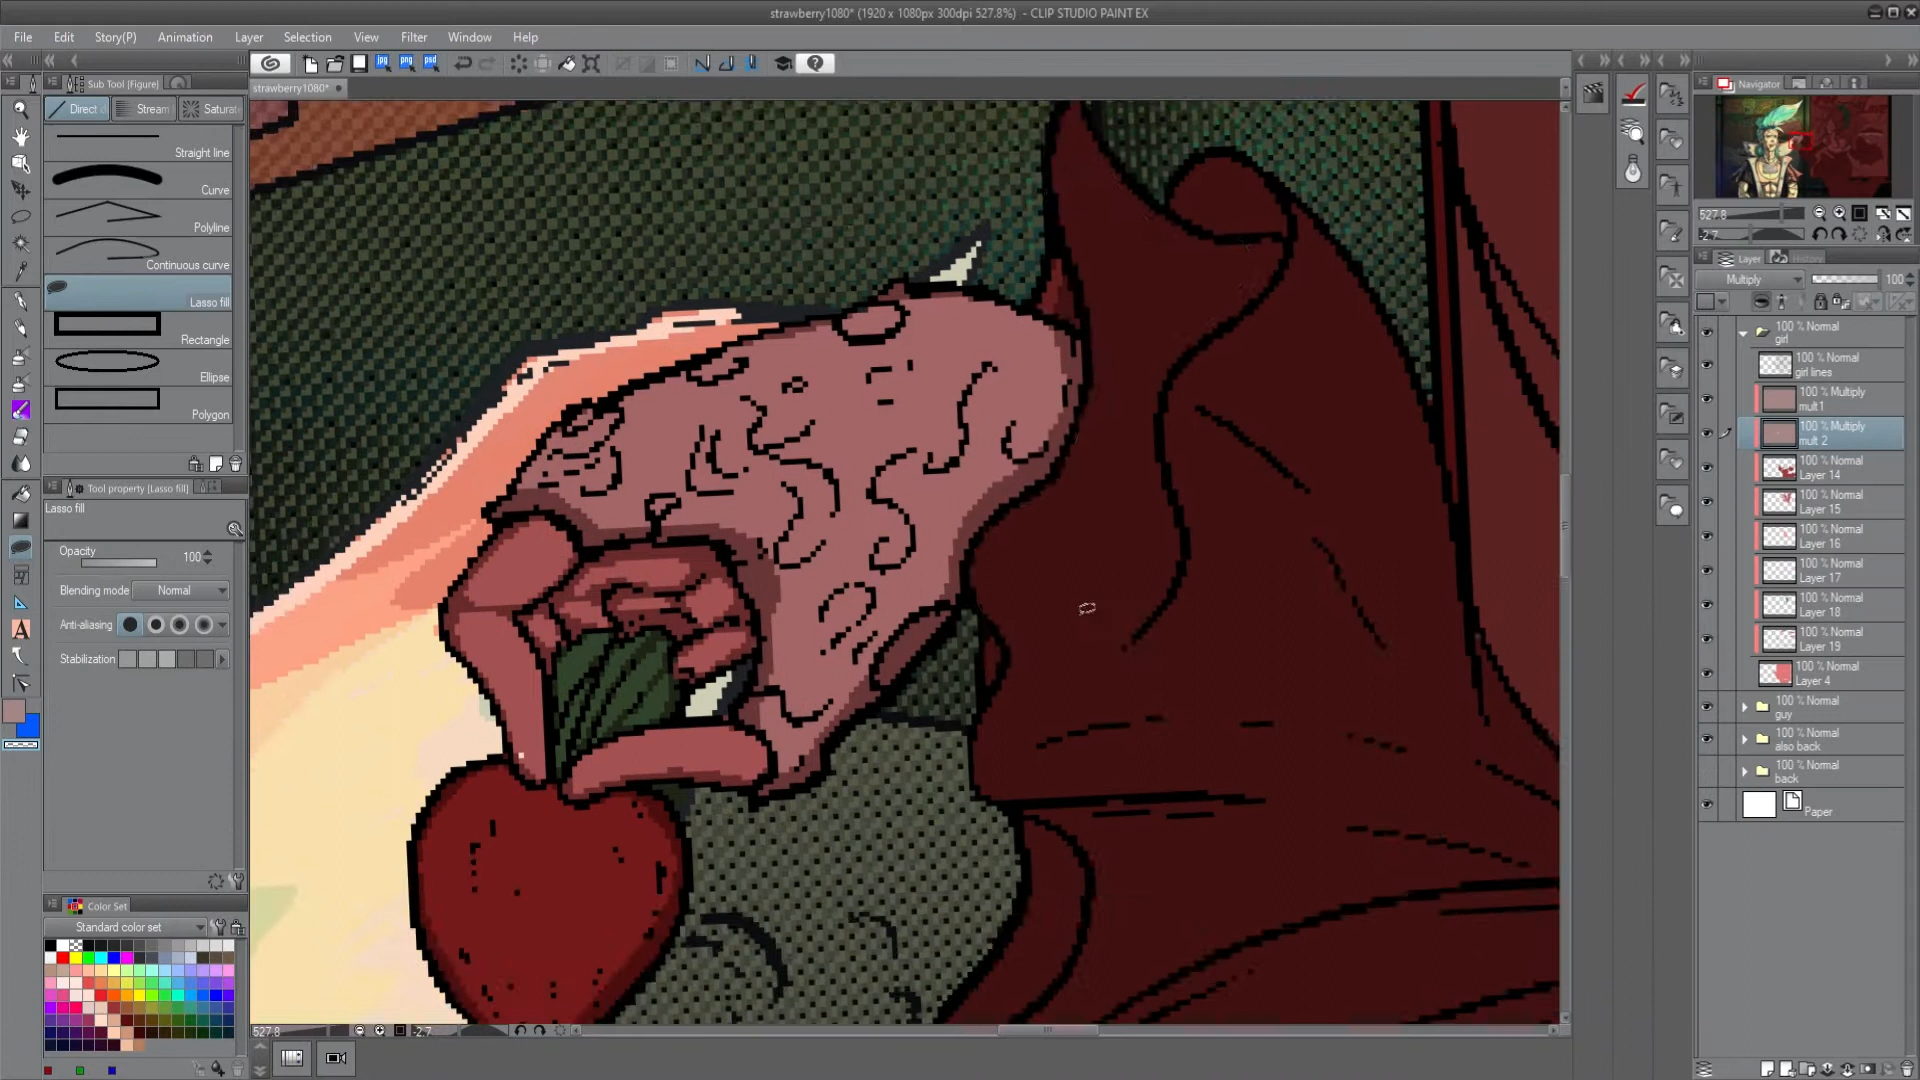 strawberry1080* (1920 x 1080px 300dpi 527.8%)  - CLIP STUDIO PAINT EX
File Edit Story(P) Animation Layer Selection View Filter Window Help
Sub Tool [Figure]
strawberry1080*
Navigator
Direct Stream Saturat
Straight line
Curve
Polyline
Continuous curve
Lasso fill
Rectangle
Ellipse
Polygon
Tool property [Lasso fill]
Lasso fill
Opacity 100
Blending mode Normal
Anti-aliasing
Stabilization
Color Set
Standard color set
527.8 -2.7
527.8
-2.7
Layer History
Multiply 100
100 % Normal
girl
100 % Normal
girl lines
100 % Multiply
mult1
100 % Multiply
mult 2
100 % Normal
Layer 14
100 % Normal
Layer 15
100 % Normal
Layer 16
100 % Normal
Layer 17
100 % Normal
Layer 18
100 % Normal
Layer 19
100 % Normal
Layer 4
100 % Normal
guy
100 % Normal
also back
100 % Normal
back
Paper